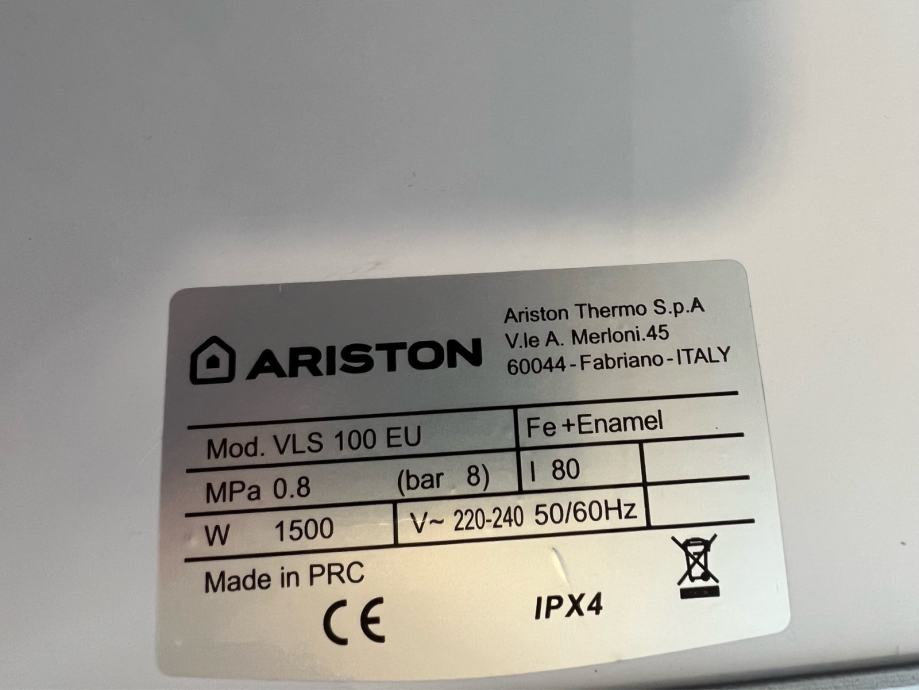 ARISTON
Ariston Thermo S.p.A
V.le A. Merloni.45
60044-Fabriano-ITALY
Mod. VLS 100 EU
Fe+Enamel
MPa 0.8 (bar 8)
l 80
W 1500
V~ 220-240 50/60Hz
Made in PRC
CE
IPX4